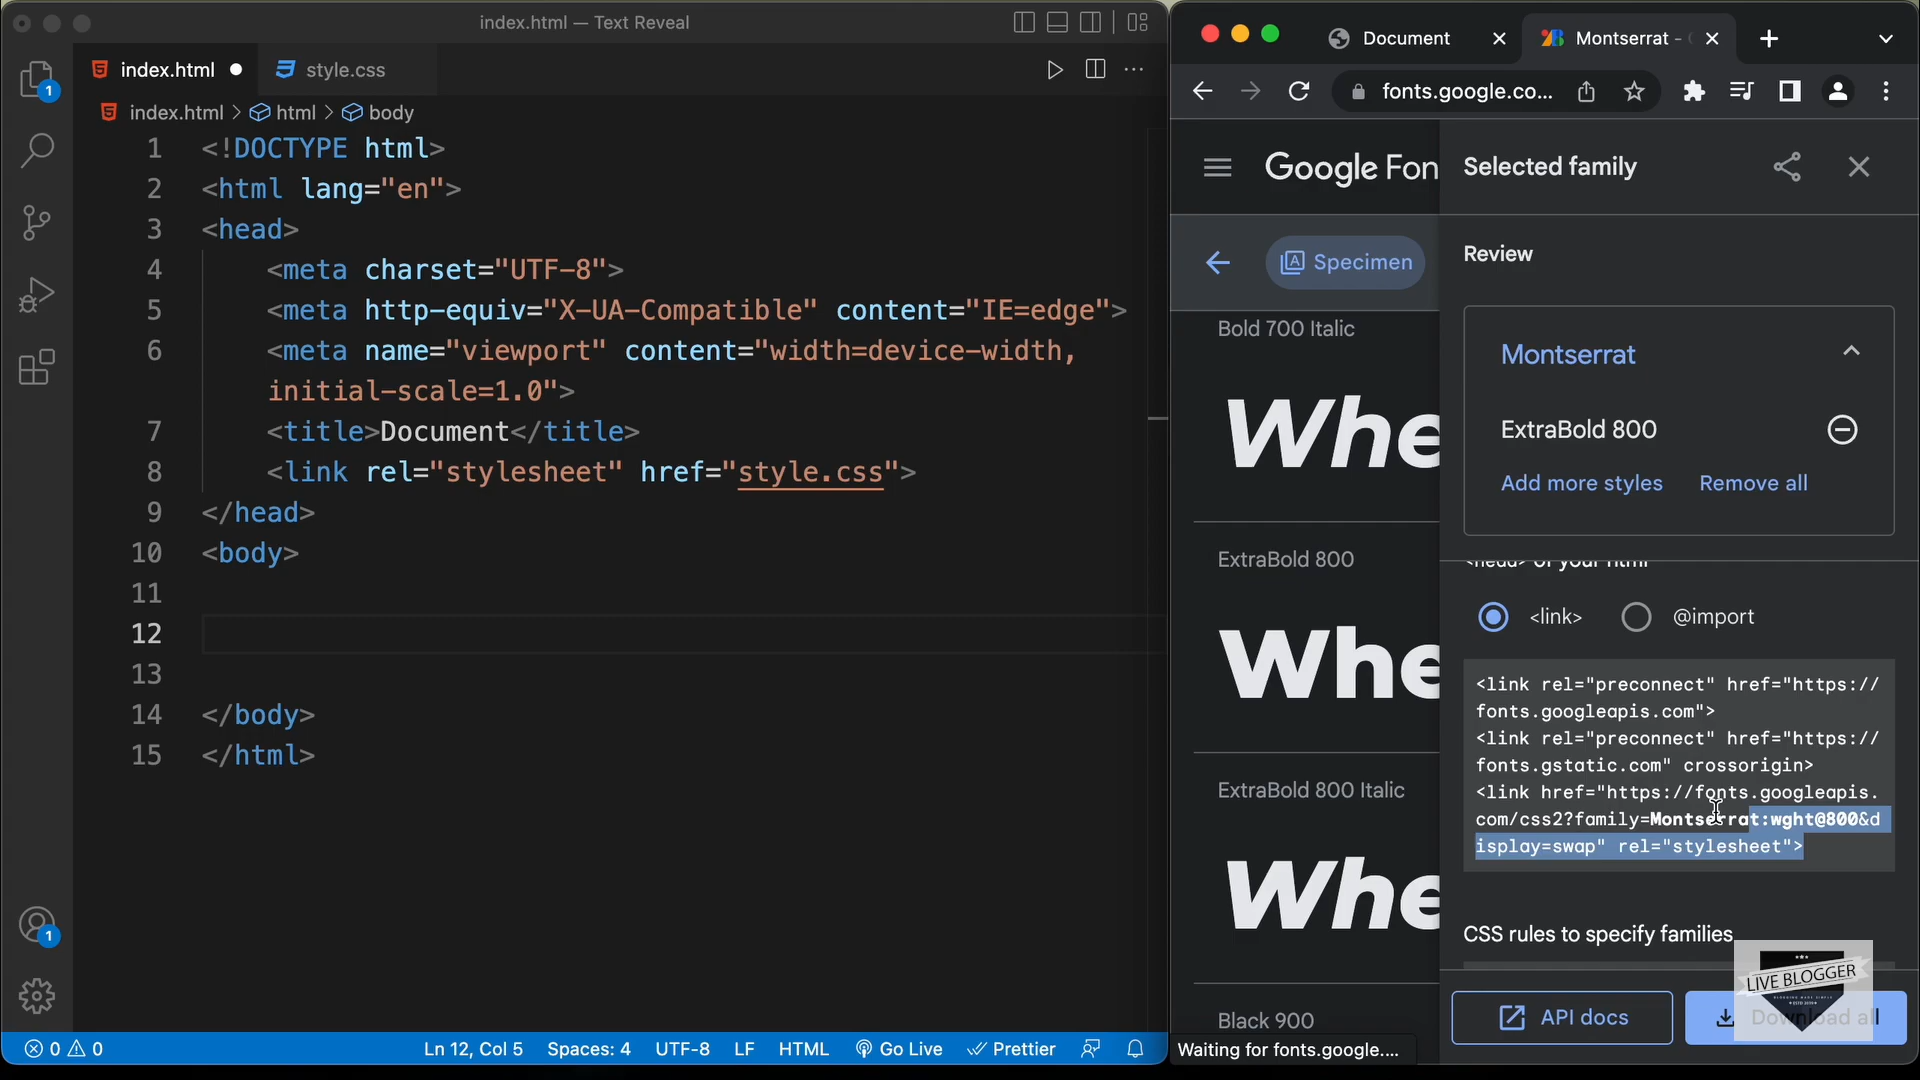 index.html — Text Reveal
index.html
style.css
index.html > html > body
1 <!DOCTYPE html>
2 <html lang="en">
3 <head>
4 <meta charset="UTF-8">
5 <meta http-equiv="X-UA-Compatible" content="IE=edge">
6 <meta name="viewport" content="width=device-width,
initial-scale=1.0">
7 <title>Document</title>
8 <link rel="stylesheet" href="style.css">
9 </head>
10 <body>
11
12
13
14 </body>
15 </html>
1
1
0 0
Ln 12, Col 5 Spaces: 4 UTF-8 LF HTML Go Live Prettier
Document
Montserrat -
fonts.google.co...
Google Fon
Specimen
Bold 700 Italic
Whe
ExtraBold 800
Whe
ExtraBold 800 Italic
Whe
Black 900
Waiting for fonts.google....
Selected family
Review
Montserrat
ExtraBold 800
Add more styles Remove all
<head> of your html
<link> @import
<link rel="preconnect" href="https://
fonts.googleapis.com">
<link rel="preconnect" href="https://
fonts.gstatic.com" crossorigin>
<link href="https://fonts.googleapis.
com/css2?family=Montserrat:wght@800&d
isplay=swap" rel="stylesheet">
CSS rules to specify families
API docs
Download all
LIVE BLOGGER